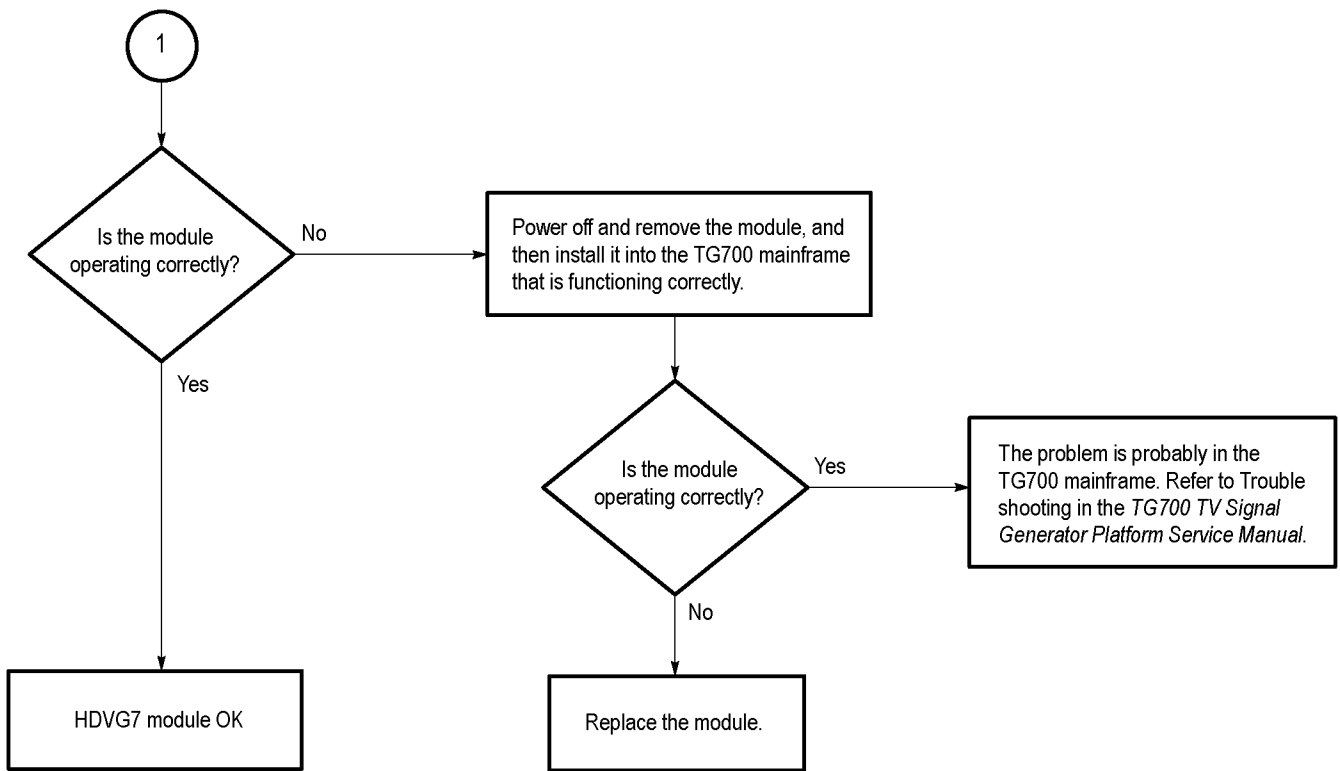 1
Is the module
operating correctly?
No
Power off and remove the module, and
then install it into the TG700 mainframe
that is functioning correctly.
Yes
Is the module
operating correctly?
Yes
The problem is probably in the
TG700 mainframe. Refer to Trouble
shooting in the TG700 TV Signal
Generator Platform Service Manual.
No
HDVG7 module OK
Replace the module.